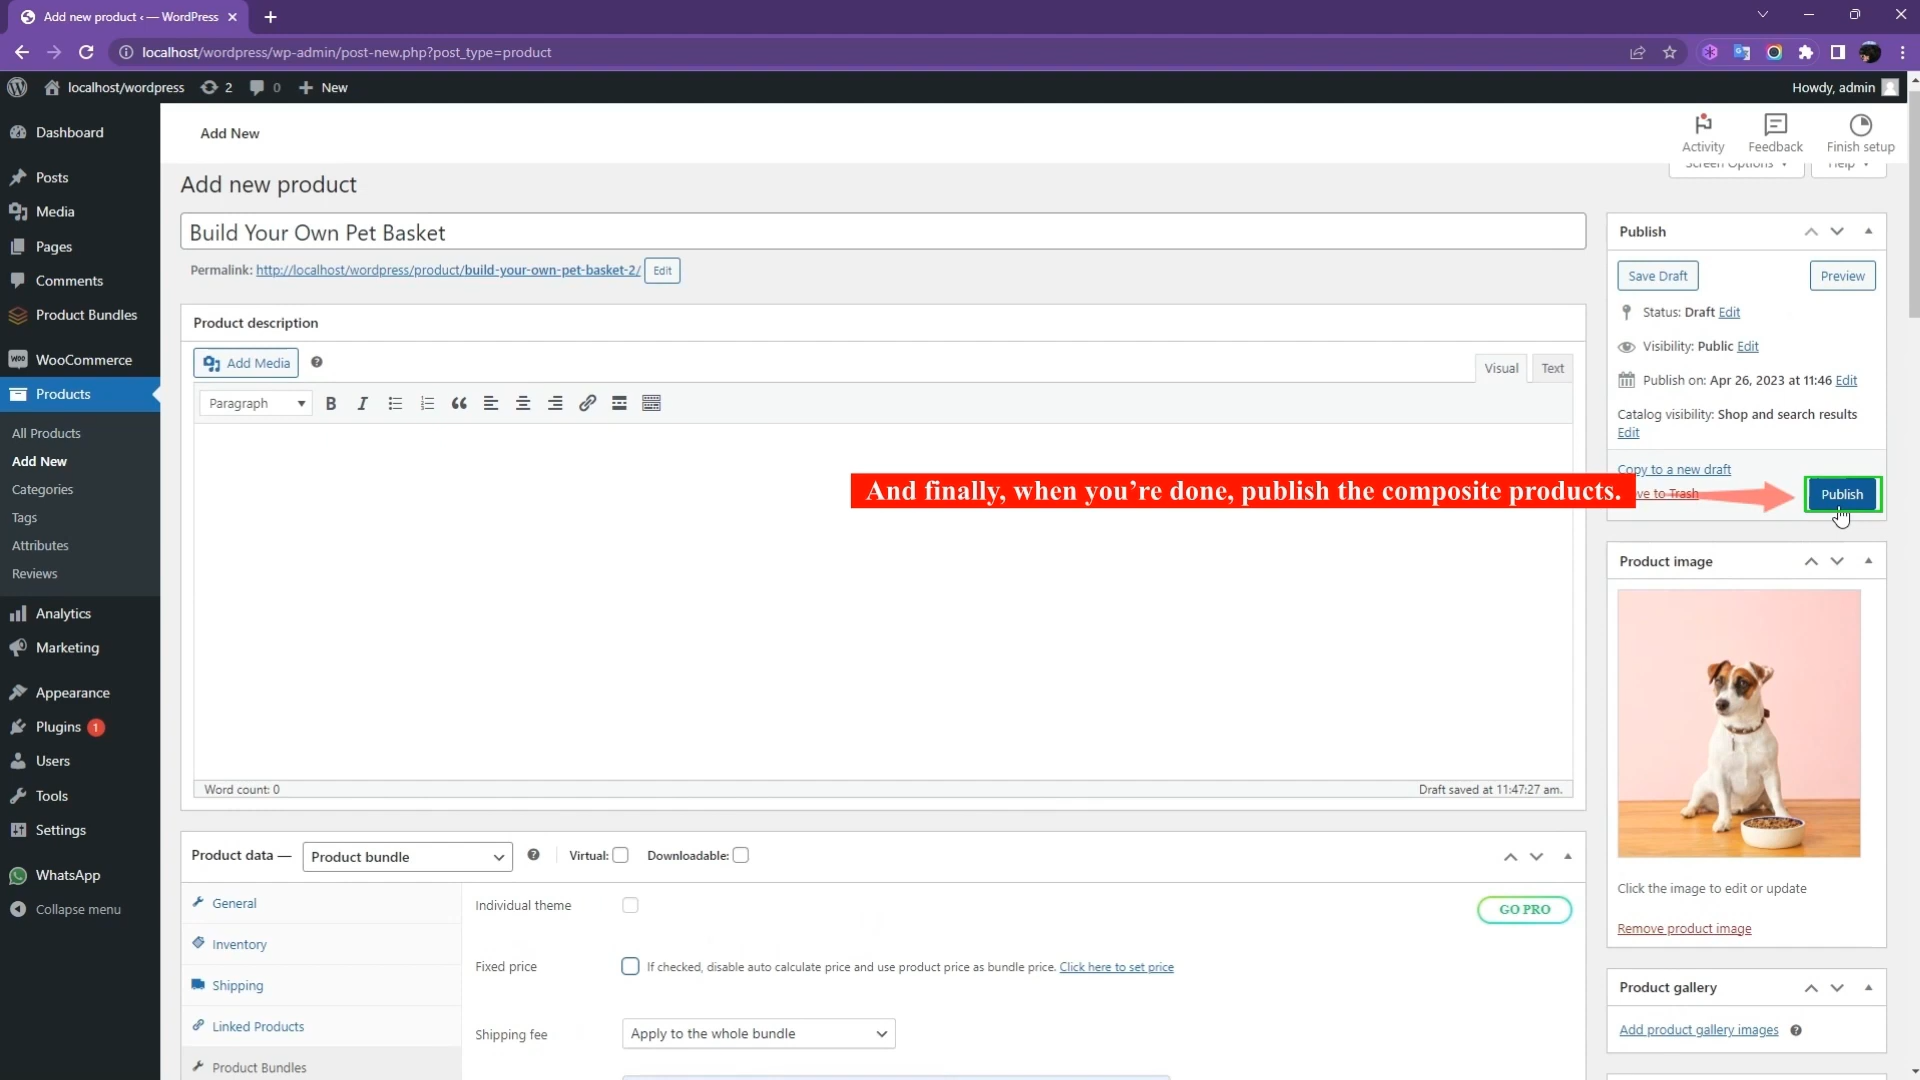 Add new product ‹ — WordPress
localhost/wordpress/wp-admin/post-new.php?post_type=product
localhost/wordpress 2 0 New Howdy, admin
Dashboard
Posts
Media
Pages
Comments
Product Bundles
WooCommerce
Products
All Products
Add New
Categories
Tags
Attributes
Reviews
Analytics
Marketing
Appearance
Plugins 1
Users
Tools
Settings
WhatsApp
Collapse menu
Add New
Activity Feedback Finish setup
Screen Options Help
Add new product
Build Your Own Pet Basket
Permalink: http://localhost/wordpress/product/build-your-own-pet-basket-2/ Edit
Product description
Add Media
Visual Text
Paragraph
Word count: 0 Draft saved at 11:47:27 am.
And finally, when you’re done, publish the composite products.
Product data — Product bundle Virtual: Downloadable:
General
Inventory
Shipping
Linked Products
Product Bundles
Individual theme
GO PRO
Fixed price If checked, disable auto calculate price and use product price as bundle price. Click here to set price
Shipping fee Apply to the whole bundle
Publish
Save Draft Preview
Status: Draft Edit
Visibility: Public Edit
Publish on: Apr 26, 2023 at 11:46 Edit
Catalog visibility: Shop and search results
Edit
Copy to a new draft
to Trash Publish
Product image
Click the image to edit or update
Remove product image
Product gallery
Add product gallery images